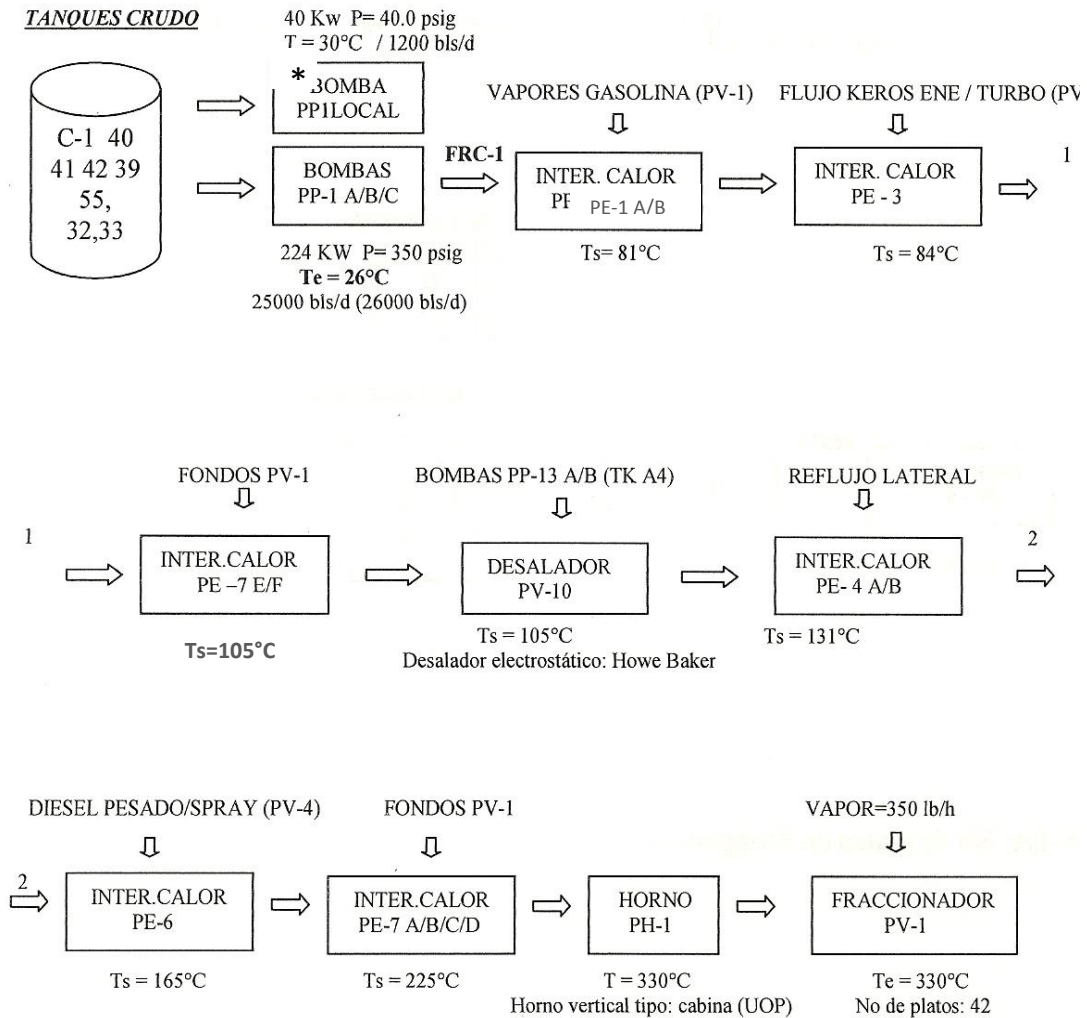 TANQUES CRUDO
40 Kw P= 40.0 psig
T = 30°C / 1200 bls/d
*
BOMBA
PP1LOCAL
C-1 40
41 42 39
55,
32,33
BOMBAS
PP-1 A/B/C
224 KW P= 350 psig
Te = 26°C
25000 bls/d (26000 bls/d)
FRC-1
VAPORES GASOLINA (PV-1)
INTER. CALOR
PE-1 A/B
Ts= 81°C
FLUJO KEROS ENE / TURBO (PV
INTER. CALOR
PE - 3
Ts = 84°C
1
1
FONDOS PV-1
INTER.CALOR
PE –7 E/F
Ts=105°C
BOMBAS PP-13 A/B (TK A4)
DESALADOR
PV-10
Ts = 105°C
Desalador electrostático: Howe Baker
REFLUJO LATERAL
INTER.CALOR
PE- 4 A/B
Ts = 131°C
2
2
DIESEL PESADO/SPRAY (PV-4)
INTER.CALOR
PE-6
Ts = 165°C
FONDOS PV-1
INTER.CALOR
PE-7 A/B/C/D
Ts = 225°C
HORNO
PH-1
T = 330°C
Horno vertical tipo: cabina (UOP)
VAPOR=350 lb/h
FRACCIONADOR
PV-1
Te = 330°C
No de platos: 42